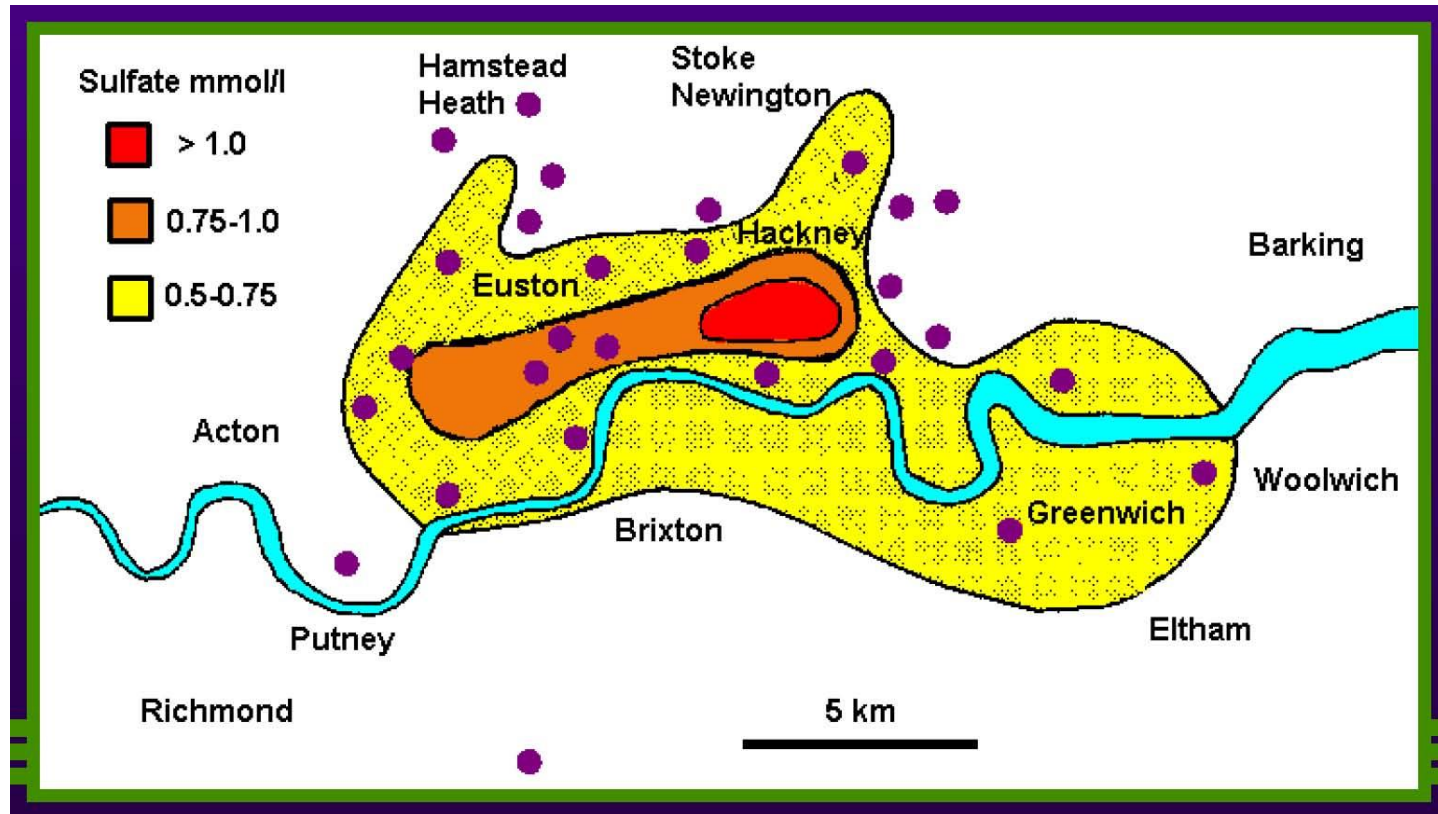 Sulfate mmol/l
> 1.0
0.75-1.0
0.5-0.75
Hamstead
Heath
Stoke
Newington
Hackney
Euston
Barking
Acton
Woolwich
Greenwich
Brixton
Putney
Eltham
Richmond
5 km